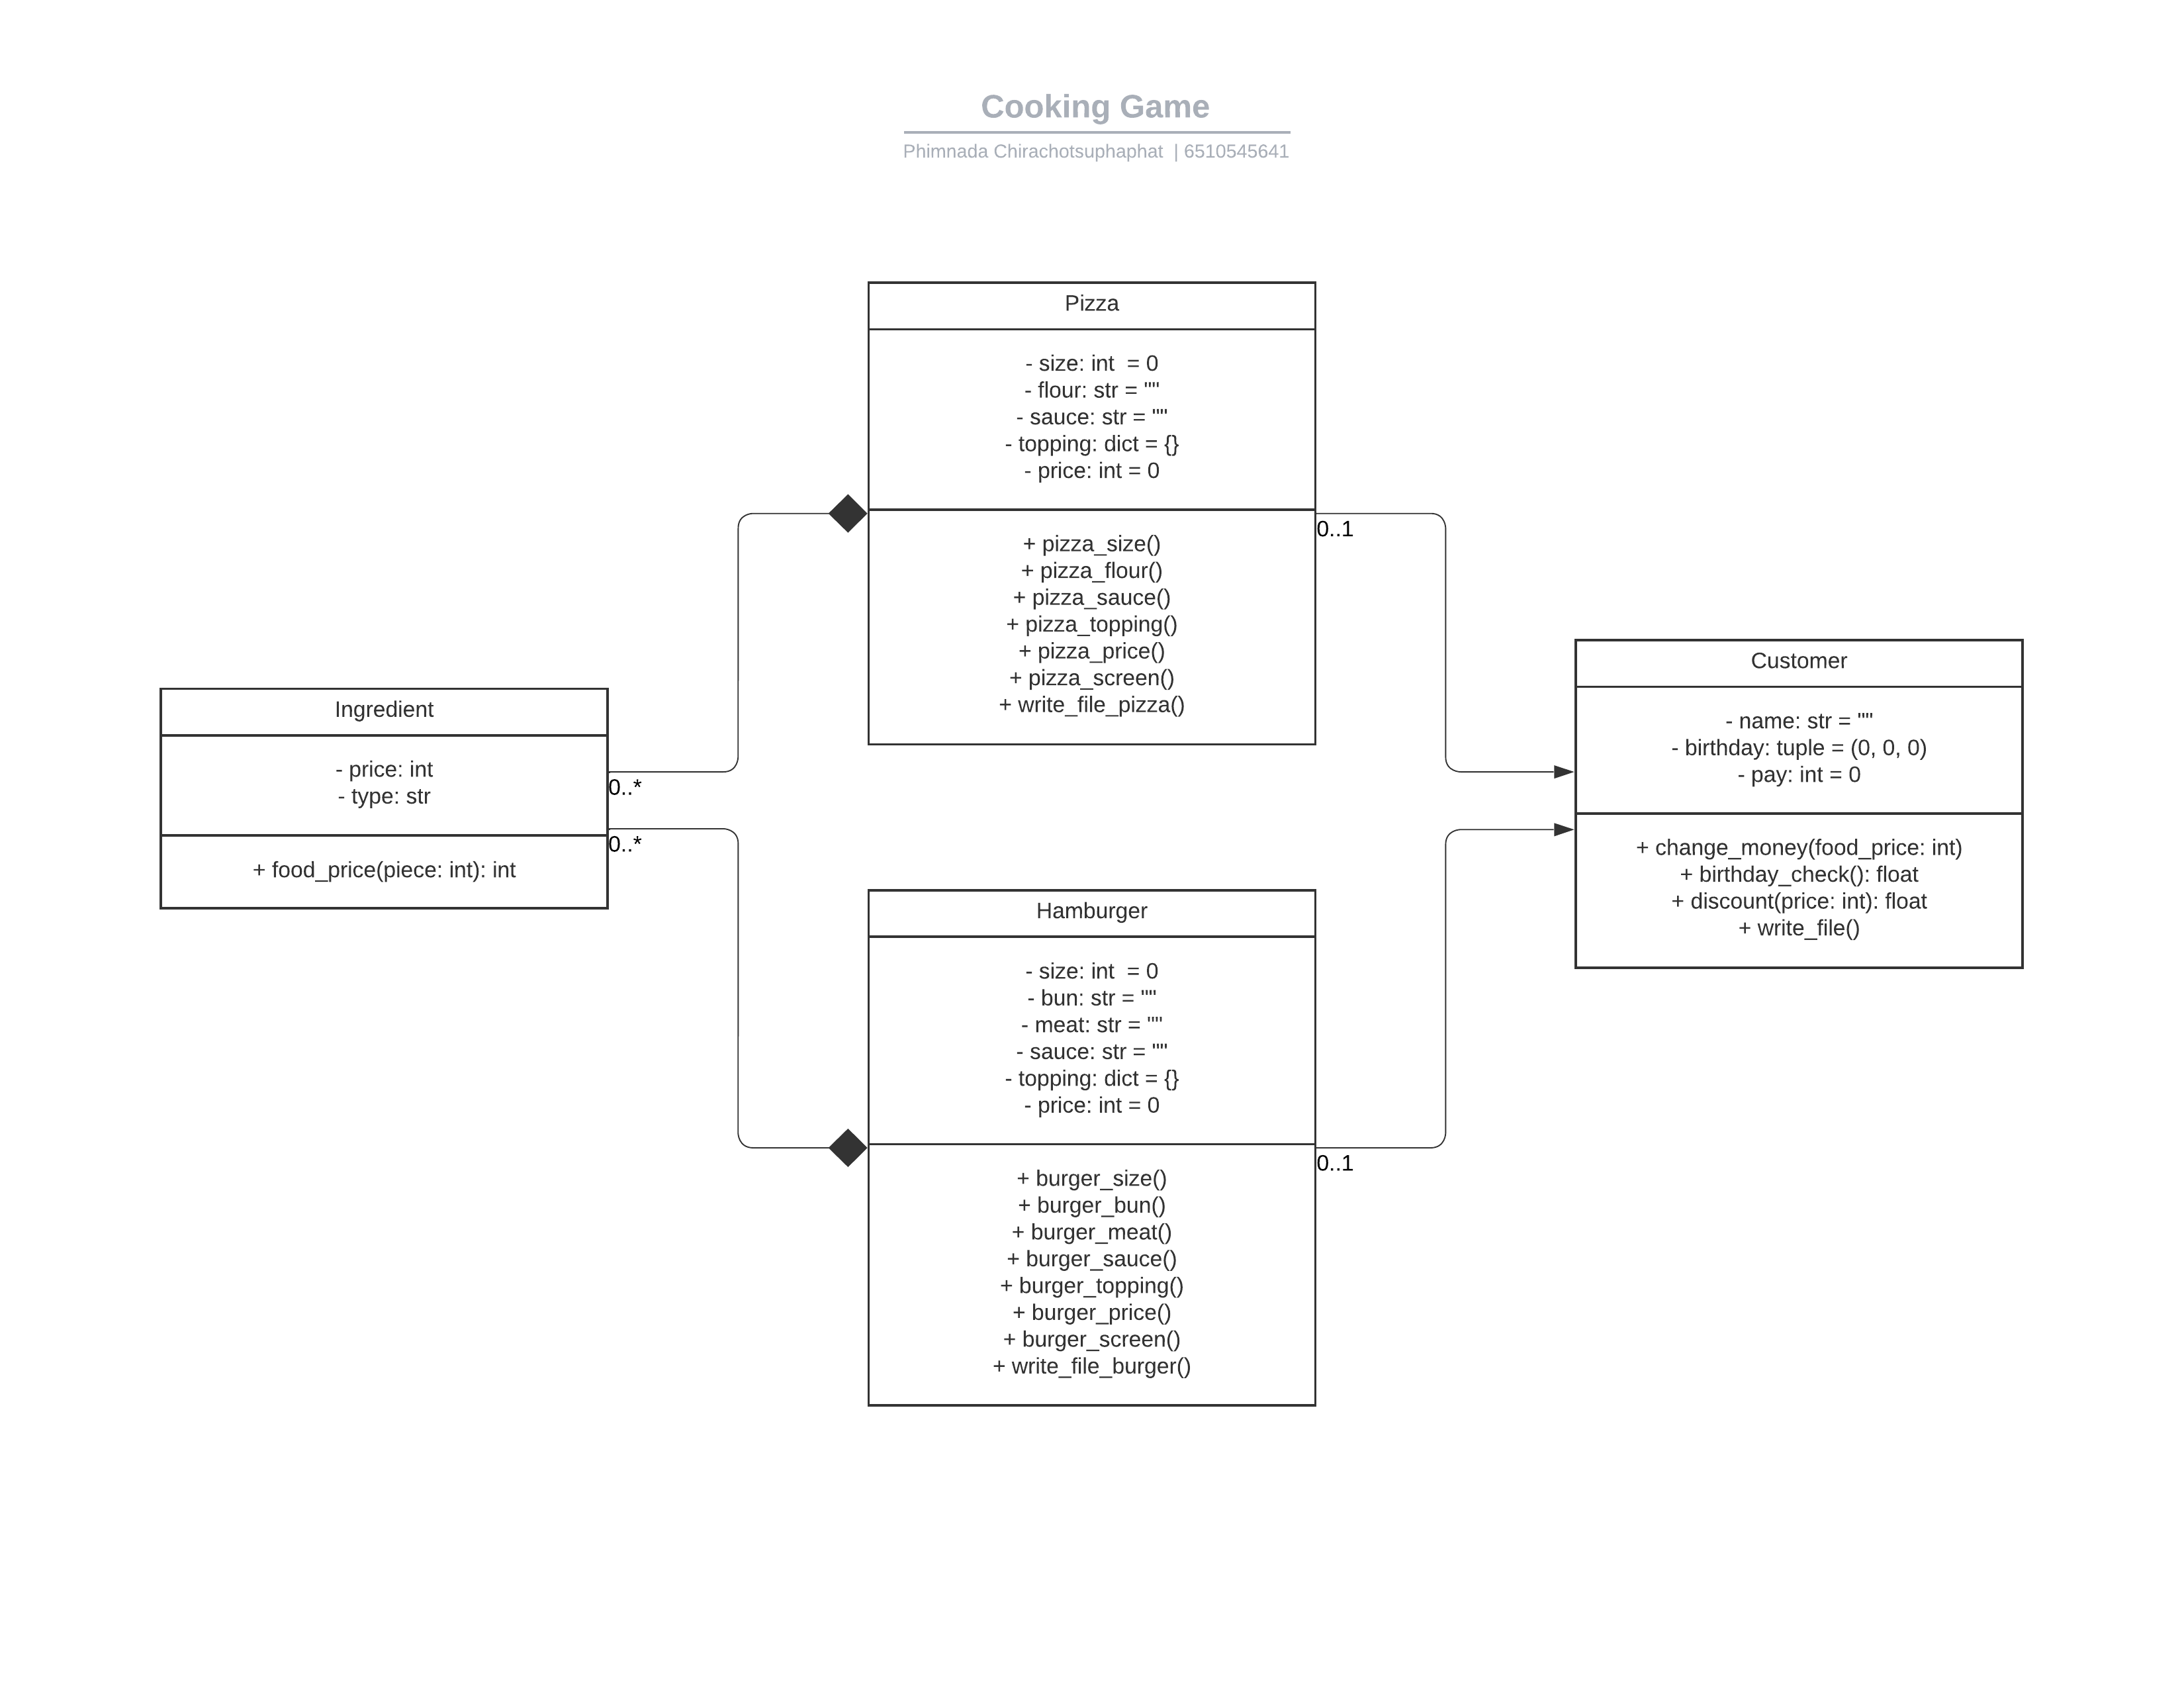 Cooking Game
Phimnada Chirachotsuphaphat | 6510545641
Pizza
- size: int  = 0
- flour: str = ""
- sauce: str = ""
- topping: dict = {}
- price: int = 0
+ pizza_size()
+ pizza_flour()
+ pizza_sauce()
+ pizza_topping()
+ pizza_price()
+ pizza_screen()
+ write_file_pizza()
0..1
Ingredient
- price: int
- type: str
+ food_price(piece: int): int
0..*
0..*
Customer
- name: str = ""
- birthday: tuple = (0, 0, 0)
- pay: int = 0
+ change_money(food_price: int)
+ birthday_check(): float
+ discount(price: int): float
+ write_file()
Hamburger
- size: int  = 0
- bun: str = ""
- meat: str = ""
- sauce: str = ""
- topping: dict = {}
- price: int = 0
+ burger_size()
+ burger_bun()
+ burger_meat()
+ burger_sauce()
+ burger_topping()
+ burger_price()
+ burger_screen()
+ write_file_burger()
0..1